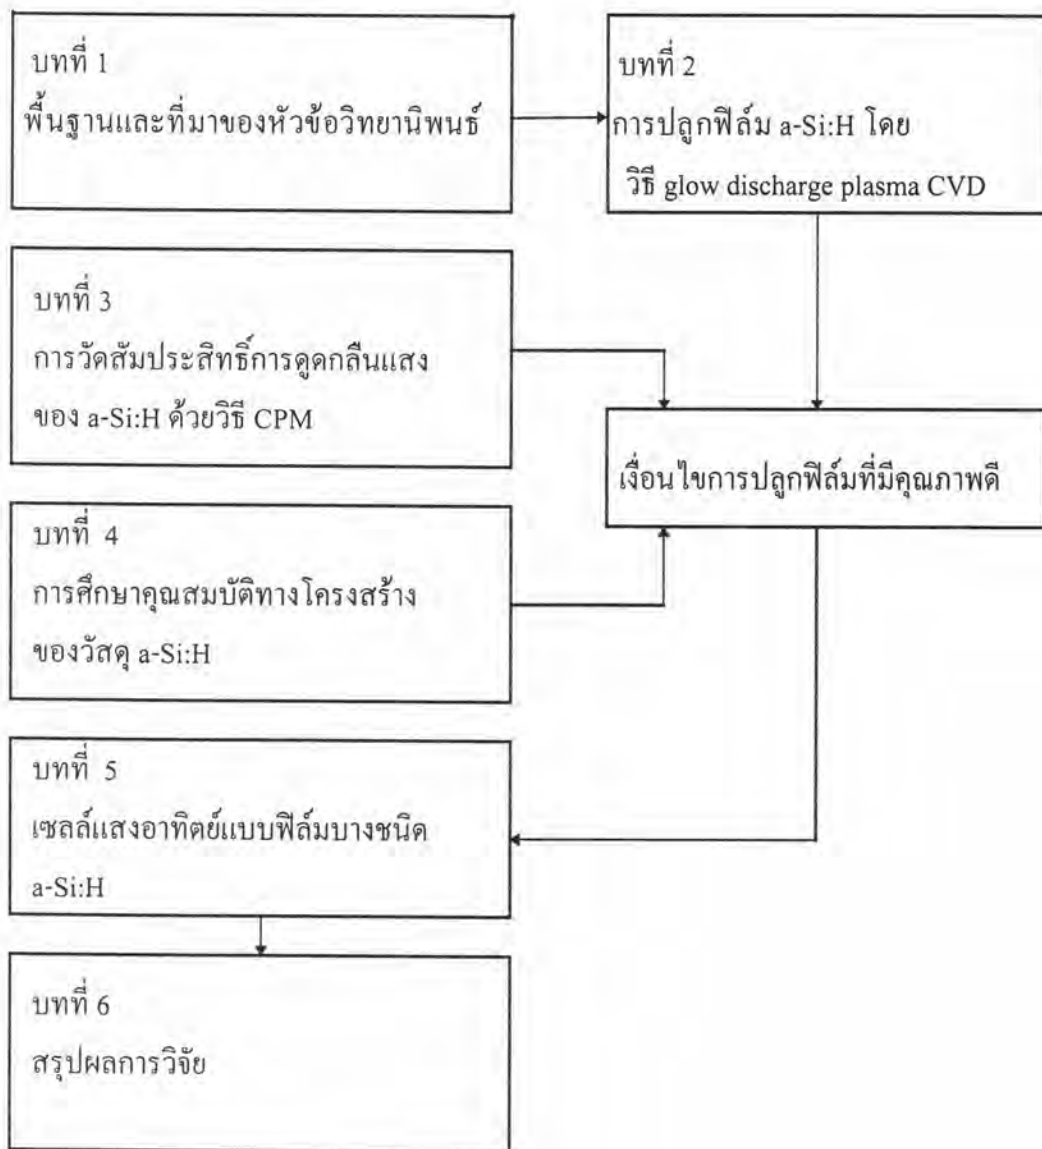 บทที่ 1
พื้นฐานและที่มาของหัวข้อวิทยานิพนธ์
บทที่ 2
การปลูกฟิล์ม a-Si:H โดย
วิธี glow discharge plasma CVD
บทที่ 3
การวัดสัมประสิทธิ์การดูดกลืนแสง
ของ a-Si:H ด้วยวิธี CPM
เงื่อนไขการปลูกฟิล์มที่มีคุณภาพดี
บทที่ 4
การศึกษาคุณสมบัติทางโครงสร้าง
ของวัสดุ a-Si:H
บทที่ 5
เซลล์แสงอาทิตย์แบบฟิล์มบางชนิด
a-Si:H
บทที่ 6
สรุปผลการวิจัย